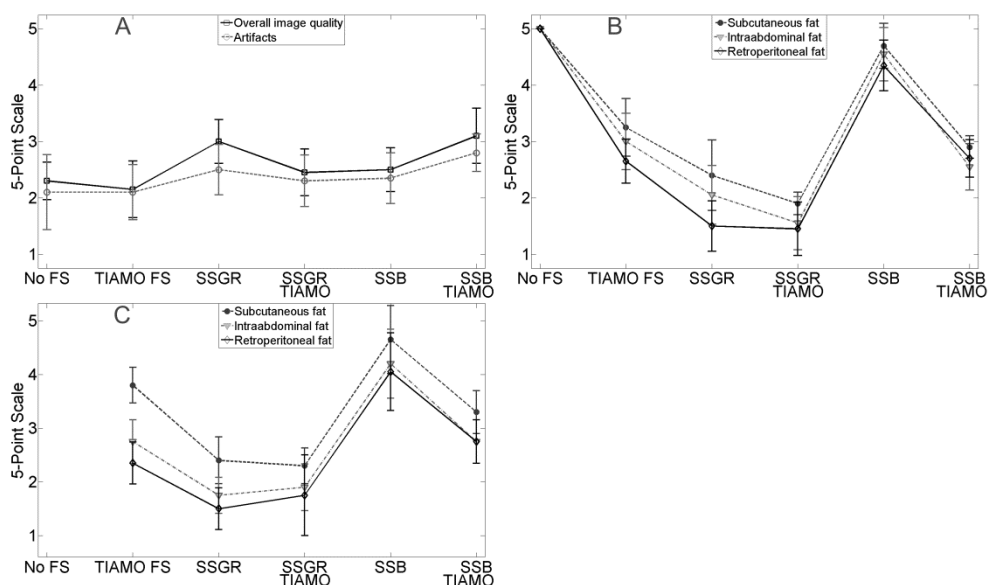 A
Overall image quality
Artifacts
5-Point Scale
5
4
3
2
1
No FS
TIAMO FS
SSGR
SSGR
TIAMO
SSB
SSB
TIAMO
B
Subcutaneous fat
Intraabdominal fat
Retroperitoneal fat
5-Point Scale
5
4
3
2
1
No FS
TIAMO FS
SSGR
SSGR
TIAMO
SSB
SSB
TIAMO
C
Subcutaneous fat
Intraabdominal fat
Retroperitoneal fat
5-Point Scale
5
4
3
2
1
No FS
TIAMO FS
SSGR
SSGR
TIAMO
SSB
SSB
TIAMO